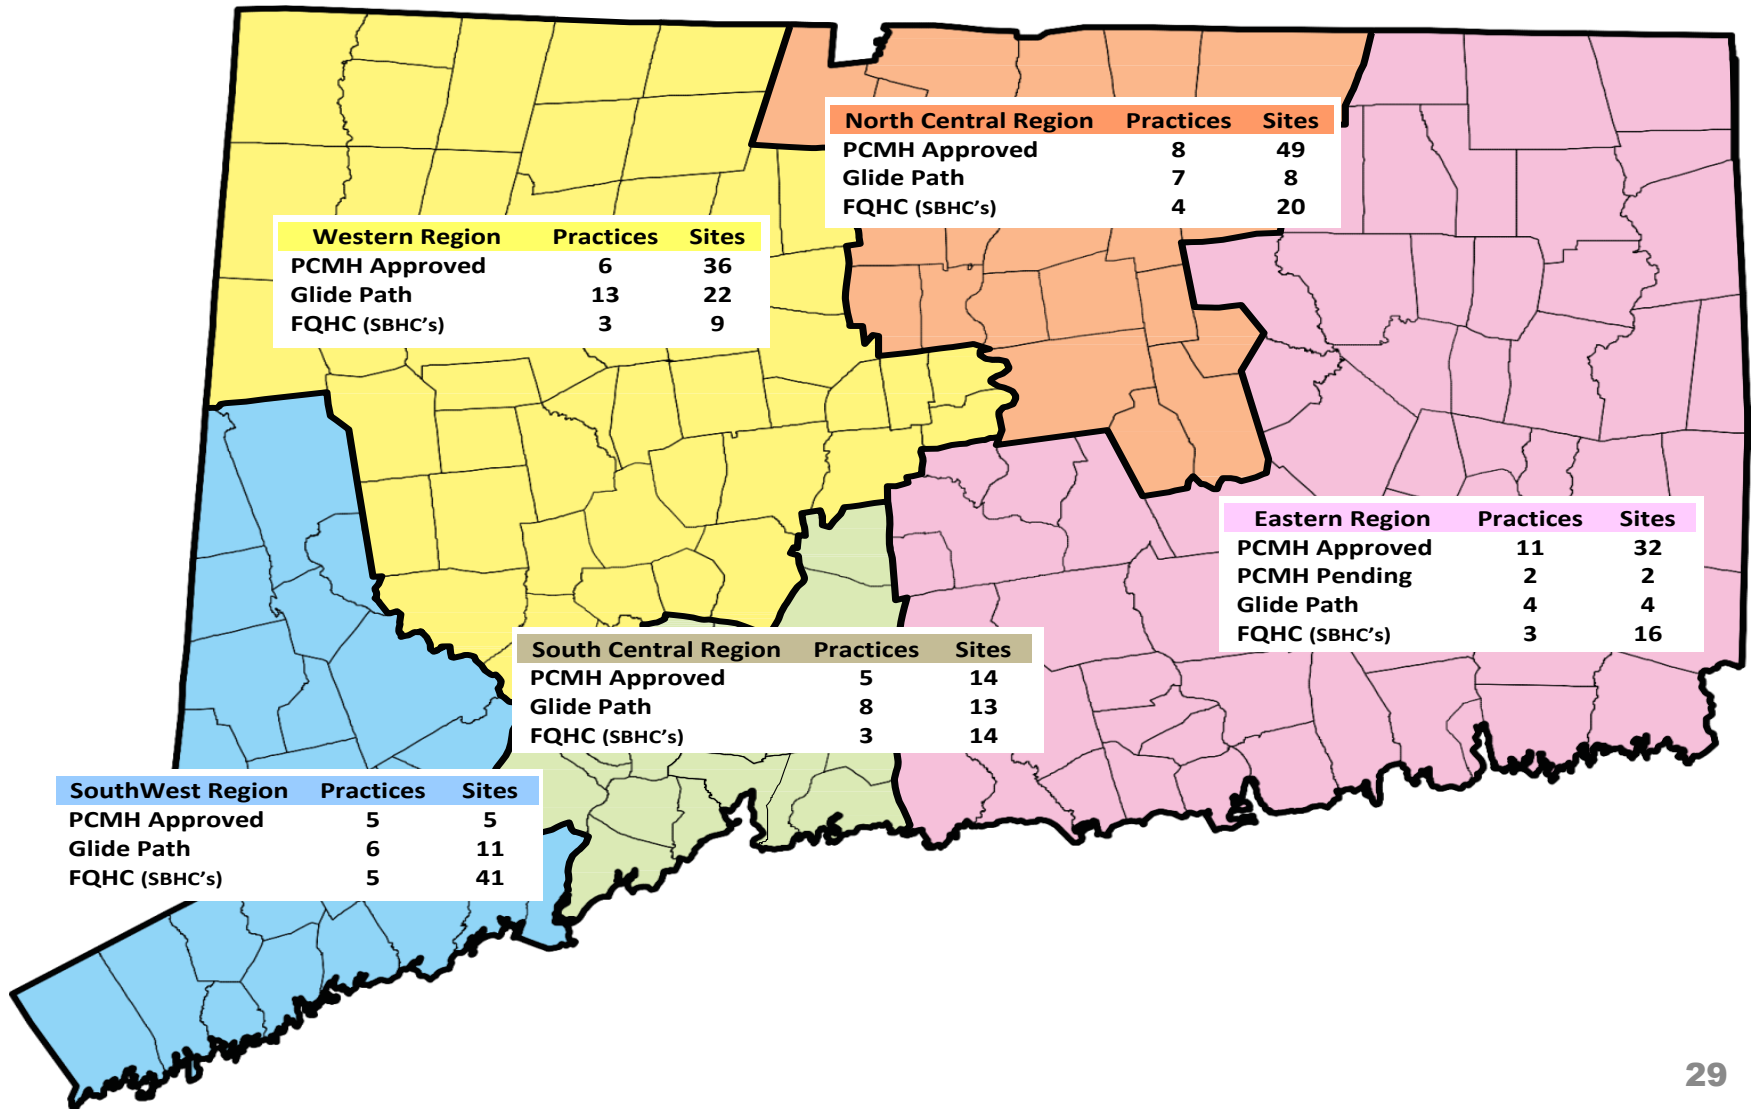 North Central Region Practices Sites
PCMH Approved 8 49
Glide Path 7 8
FQHC (SBHC's) 4 20
Western Region Practices Sites
PCMH Approved 6 36
Glide Path 13 22
FQHC (SBHC's) 3 9
Eastern Region Practices Sites
PCMH Approved 11 32
PCMH Pending 2 2
Glide Path 4 4
FQHC (SBHC's) 3 16
South Central Region Practices Sites
PCMH Approved 5 14
Glide Path 8 13
FQHC (SBHC's) 3 14
SouthWest Region Practices Sites
PCMH Approved 5 5
Glide Path 6 11
FQHC (SBHC's) 5 41
29